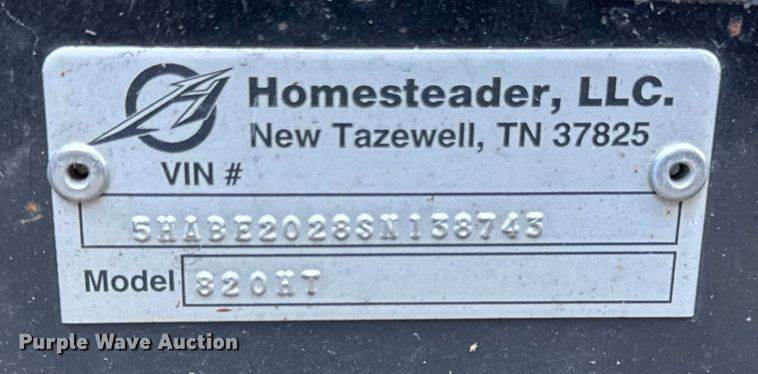 Homesteader, LLC.
New Tazewell, TN 37825
VIN #
5HABE2028SN138743
Model 820HT
Purple Wave Auction